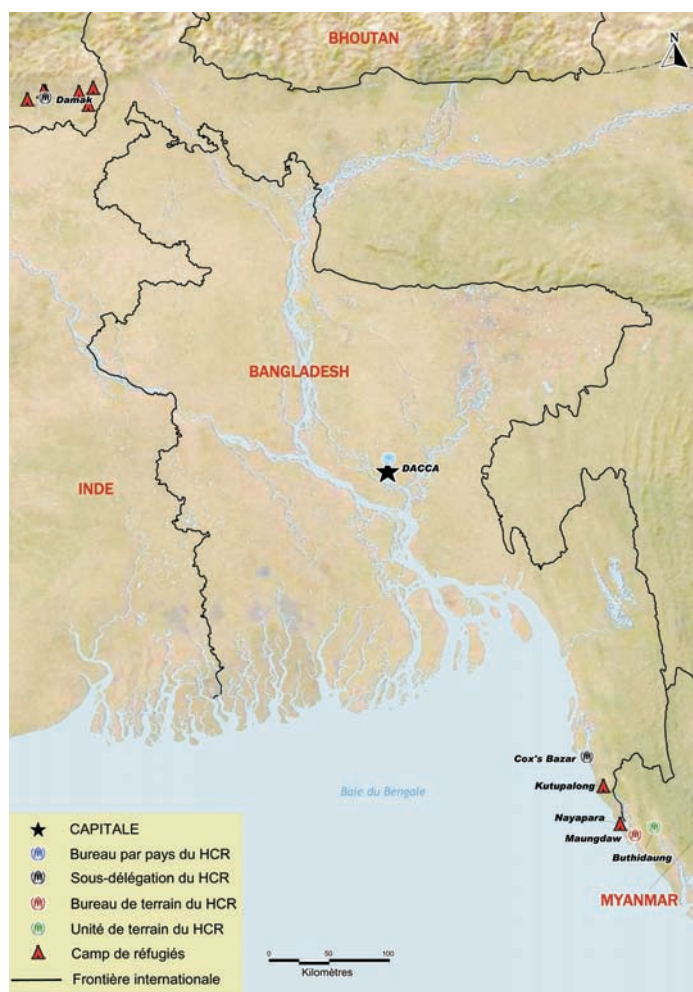 BHOUTAN
N
Damak
BANGLADESH
DACCA
INDE
Cox's Bazar
Baie du Bengale
Kutupalong
Nayapara
Maungdaw
Buthidaung
MYANMAR
CAPITALE
Bureau par pays du HCR
Sous-délégation du HCR
Bureau de terrain du HCR
Unité de terrain du HCR
Camp de réfugiés
Frontière internationale
0 50 100
Kilomètres